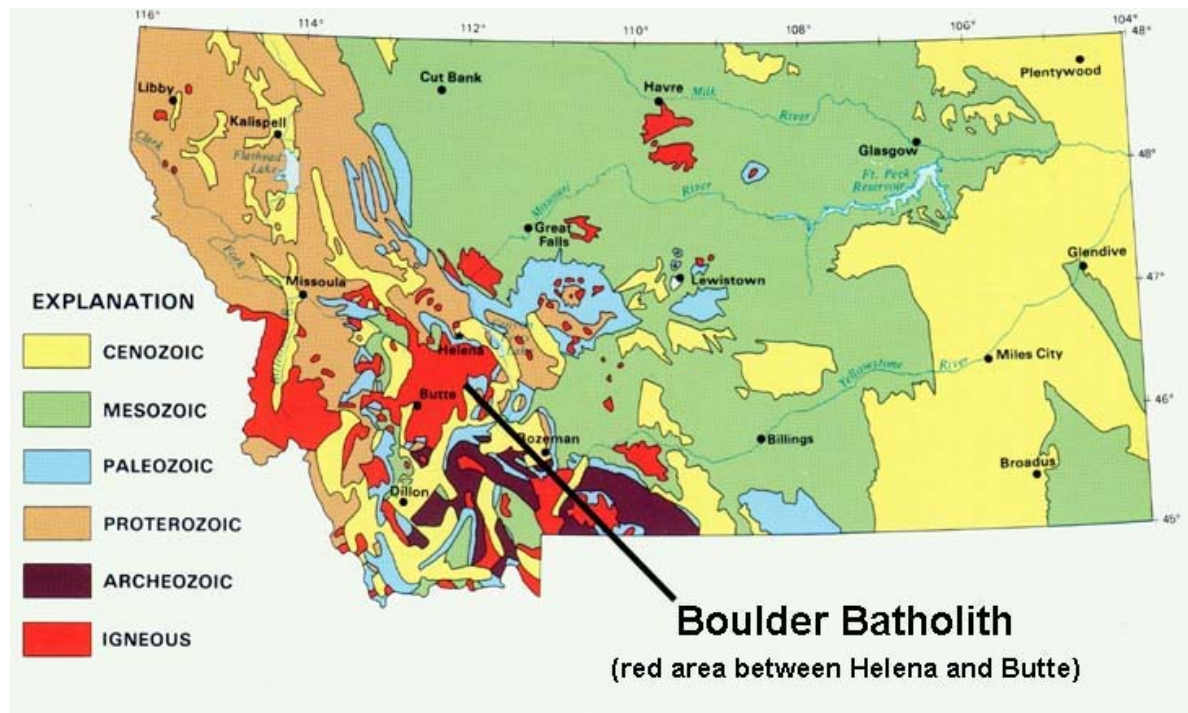 116°
114°
112°
110°
108°
106°
104°
48°
Plentywood
Cut Bank
Libby
Havre
Milk
River
Kalispell
Clark
Glasgow
48°
Flathead
Lake
Ft. Peck
Reservoir
Missouri
River
Great
Falls
Fork
Glendive
47°
Missoula
Lewistown
EXPLANATION
CENOZOIC
MESOZOIC
PALEOZOIC
PROTEROZOIC
ARCHEOZOIC
IGNEOUS
Helena
Miles City
Yellowstone
River
Butte
46°
Bozeman
Billings
Broadus
Dillon
45°
Boulder Batholith
(red area between Helena and Butte)